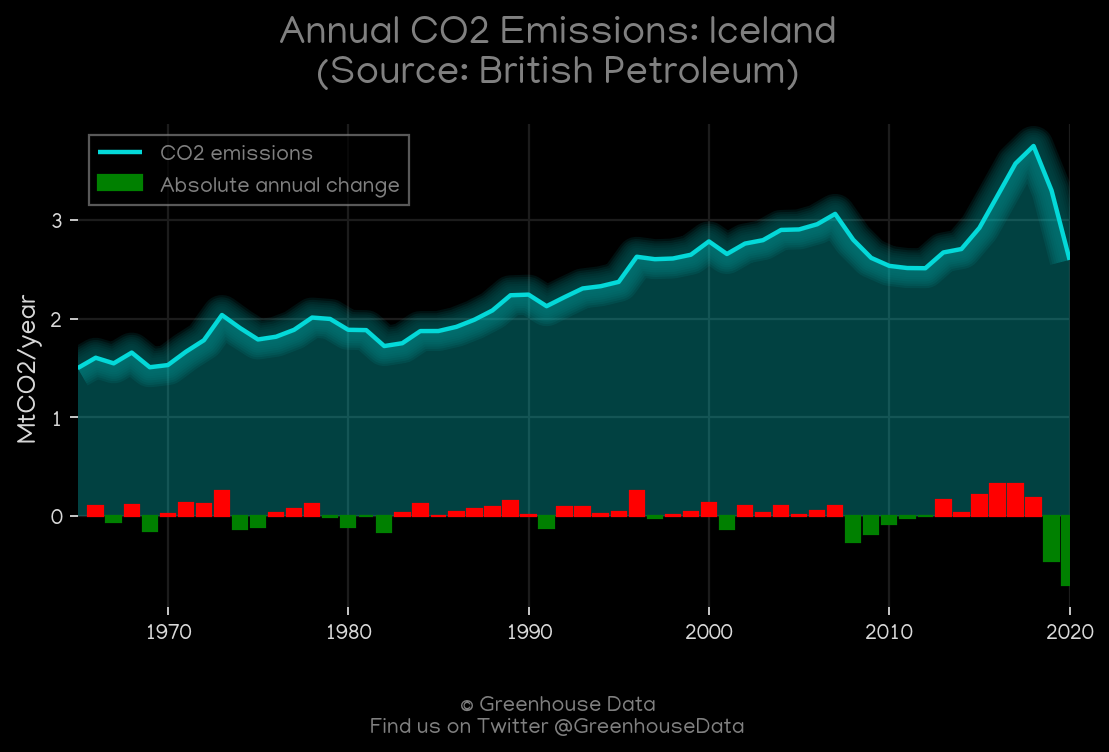 Annual CO2 Emissions: Iceland
(Source: British Petroleum)
CO2 emissions
Absolute annual change
MtCO2/year
3
2
1
0
1970 1980 1990 2000 2010 2020
© Greenhouse Data
Find us on Twitter @GreenhouseData